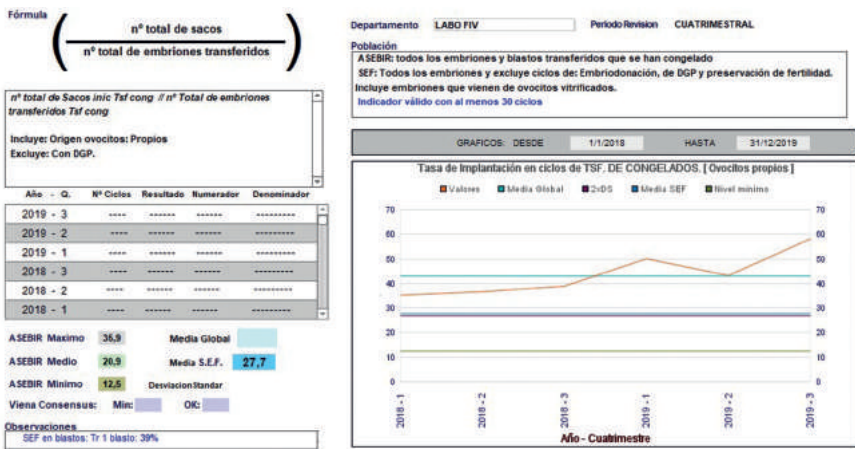 Fórmula
nº total de sacos
nº total de embriones transferidos
nº total de Sacos inic Tsf cong // nº Total de embriones
transferidos Tsf cong
Incluye: Origen ovocitos: Propios
Excluye: Con DGP.
Año - Q. Nº Ciclos Resultado Numerador Denominador
2019 - 3 ---- ------ ------ ---------
2019 - 2 ---- ------ ------ ---------
2019 - 1 ---- ------ ------ ---------
2018 - 3 ---- ------ ------ ---------
2018 - 2 ---- ------ ------ ---------
2018 - 1 ---- ------ ------ ---------
ASEBIR Maximo 36,9 Media Global
ASEBIR Medio 20,9 Media S.E.F. 27,7
ASEBIR Minimo 12,5 Desviacion Standar
Viena Consensus: Min: OK:
Observaciones
SEF en blastos: Tr 1 blasto: 39%
Departamento LABO FIV Periodo Revision CUATRIMESTRAL
Población
ASEBIR: todos los embriones y blastos transferidos que se han congelado
SEF: Todos los embriones y excluye ciclos de: Embriodonación, de DGP y preservación de fertilidad.
Incluye embriones que vienen de ovocitos vitrificados.
Indicador válido con al menos 30 ciclos
GRAFICOS: DESDE 1/1/2018 HASTA 31/12/2019
Tasa de Implantación en ciclos de TSF. DE CONGELADOS. [ Ovocitos propios ]
Valores Media Global 2xDS Media SEF Nivel mínimo
70 70
60 60
50 50
40 40
30 30
20 20
10 10
0 0
2018 - 1 2018 - 2 2018 - 3 2019 - 1 2019 - 2 2019 - 3
Año - Cuatrimestre